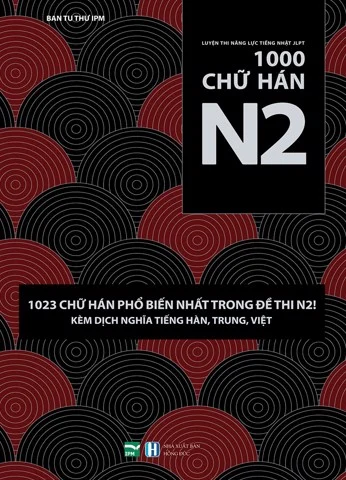 BAN TU THƯ IPM
LUYỆN THI NĂNG LỰC TIẾNG NHẬT JLPT
1000
CHỮ HÁN
N2
1023 CHỮ HÁN PHỔ BIẾN NHẤT TRONG ĐỀ THI N2!
KÈM DỊCH NGHĨA TIẾNG HÀN, TRUNG, VIỆT
IPM
NHÀ XUẤT BẢN
HỒNG ĐỨC